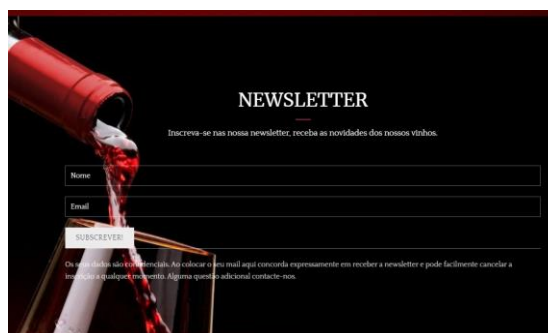 NEWSLETTER
Inscreva-se nas nossa newsletter, receba as novidades dos nossos vinhos.
Nome
Email
SUBSCREVER!
Os seus dados são confidenciais. Ao colocar o seu mail aqui concorda expressamente em receber a newsletter e pode facilmente cancelar a
inscrição a qualquer momento. Alguma questão adicional contacte-nos.